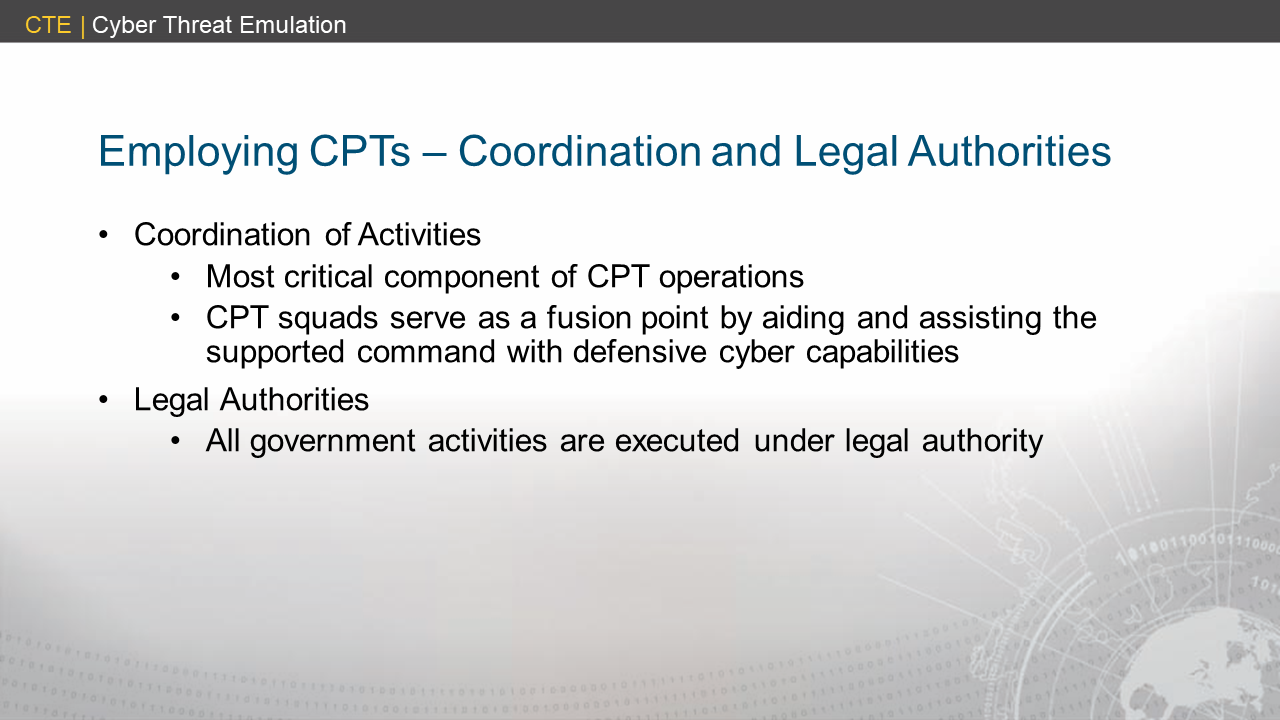 CTE | Cyber Threat Emulation
Employing CPTs – Coordination and Legal Authorities
• Coordination of Activities
• Most critical component of CPT operations
• CPT squads serve as a fusion point by aiding and assisting the
supported command with defensive cyber capabilities
• Legal Authorities
• All government activities are executed under legal authority